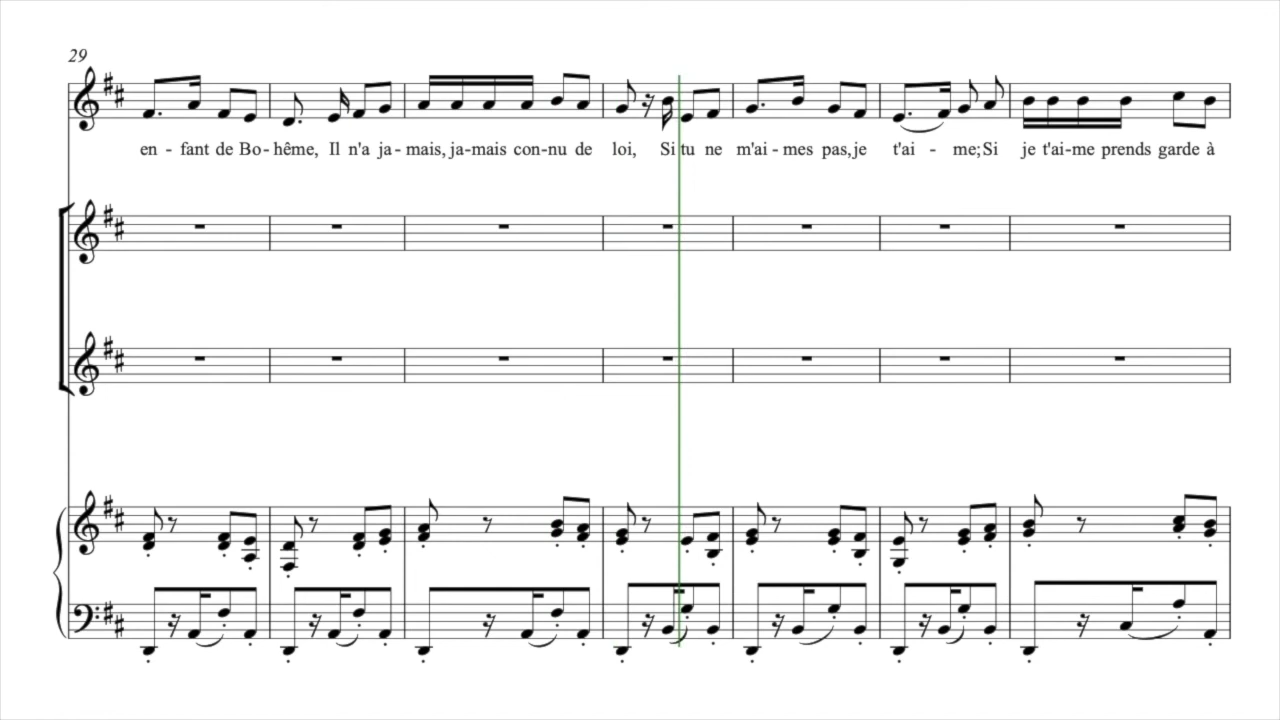 29
en - fant de Bo - hême, Il n'a ja - mais, ja - mais con - nu de loi, Si tu ne m'ai - mes pas, je t'ai - me; Si je t'ai - me prends garde à